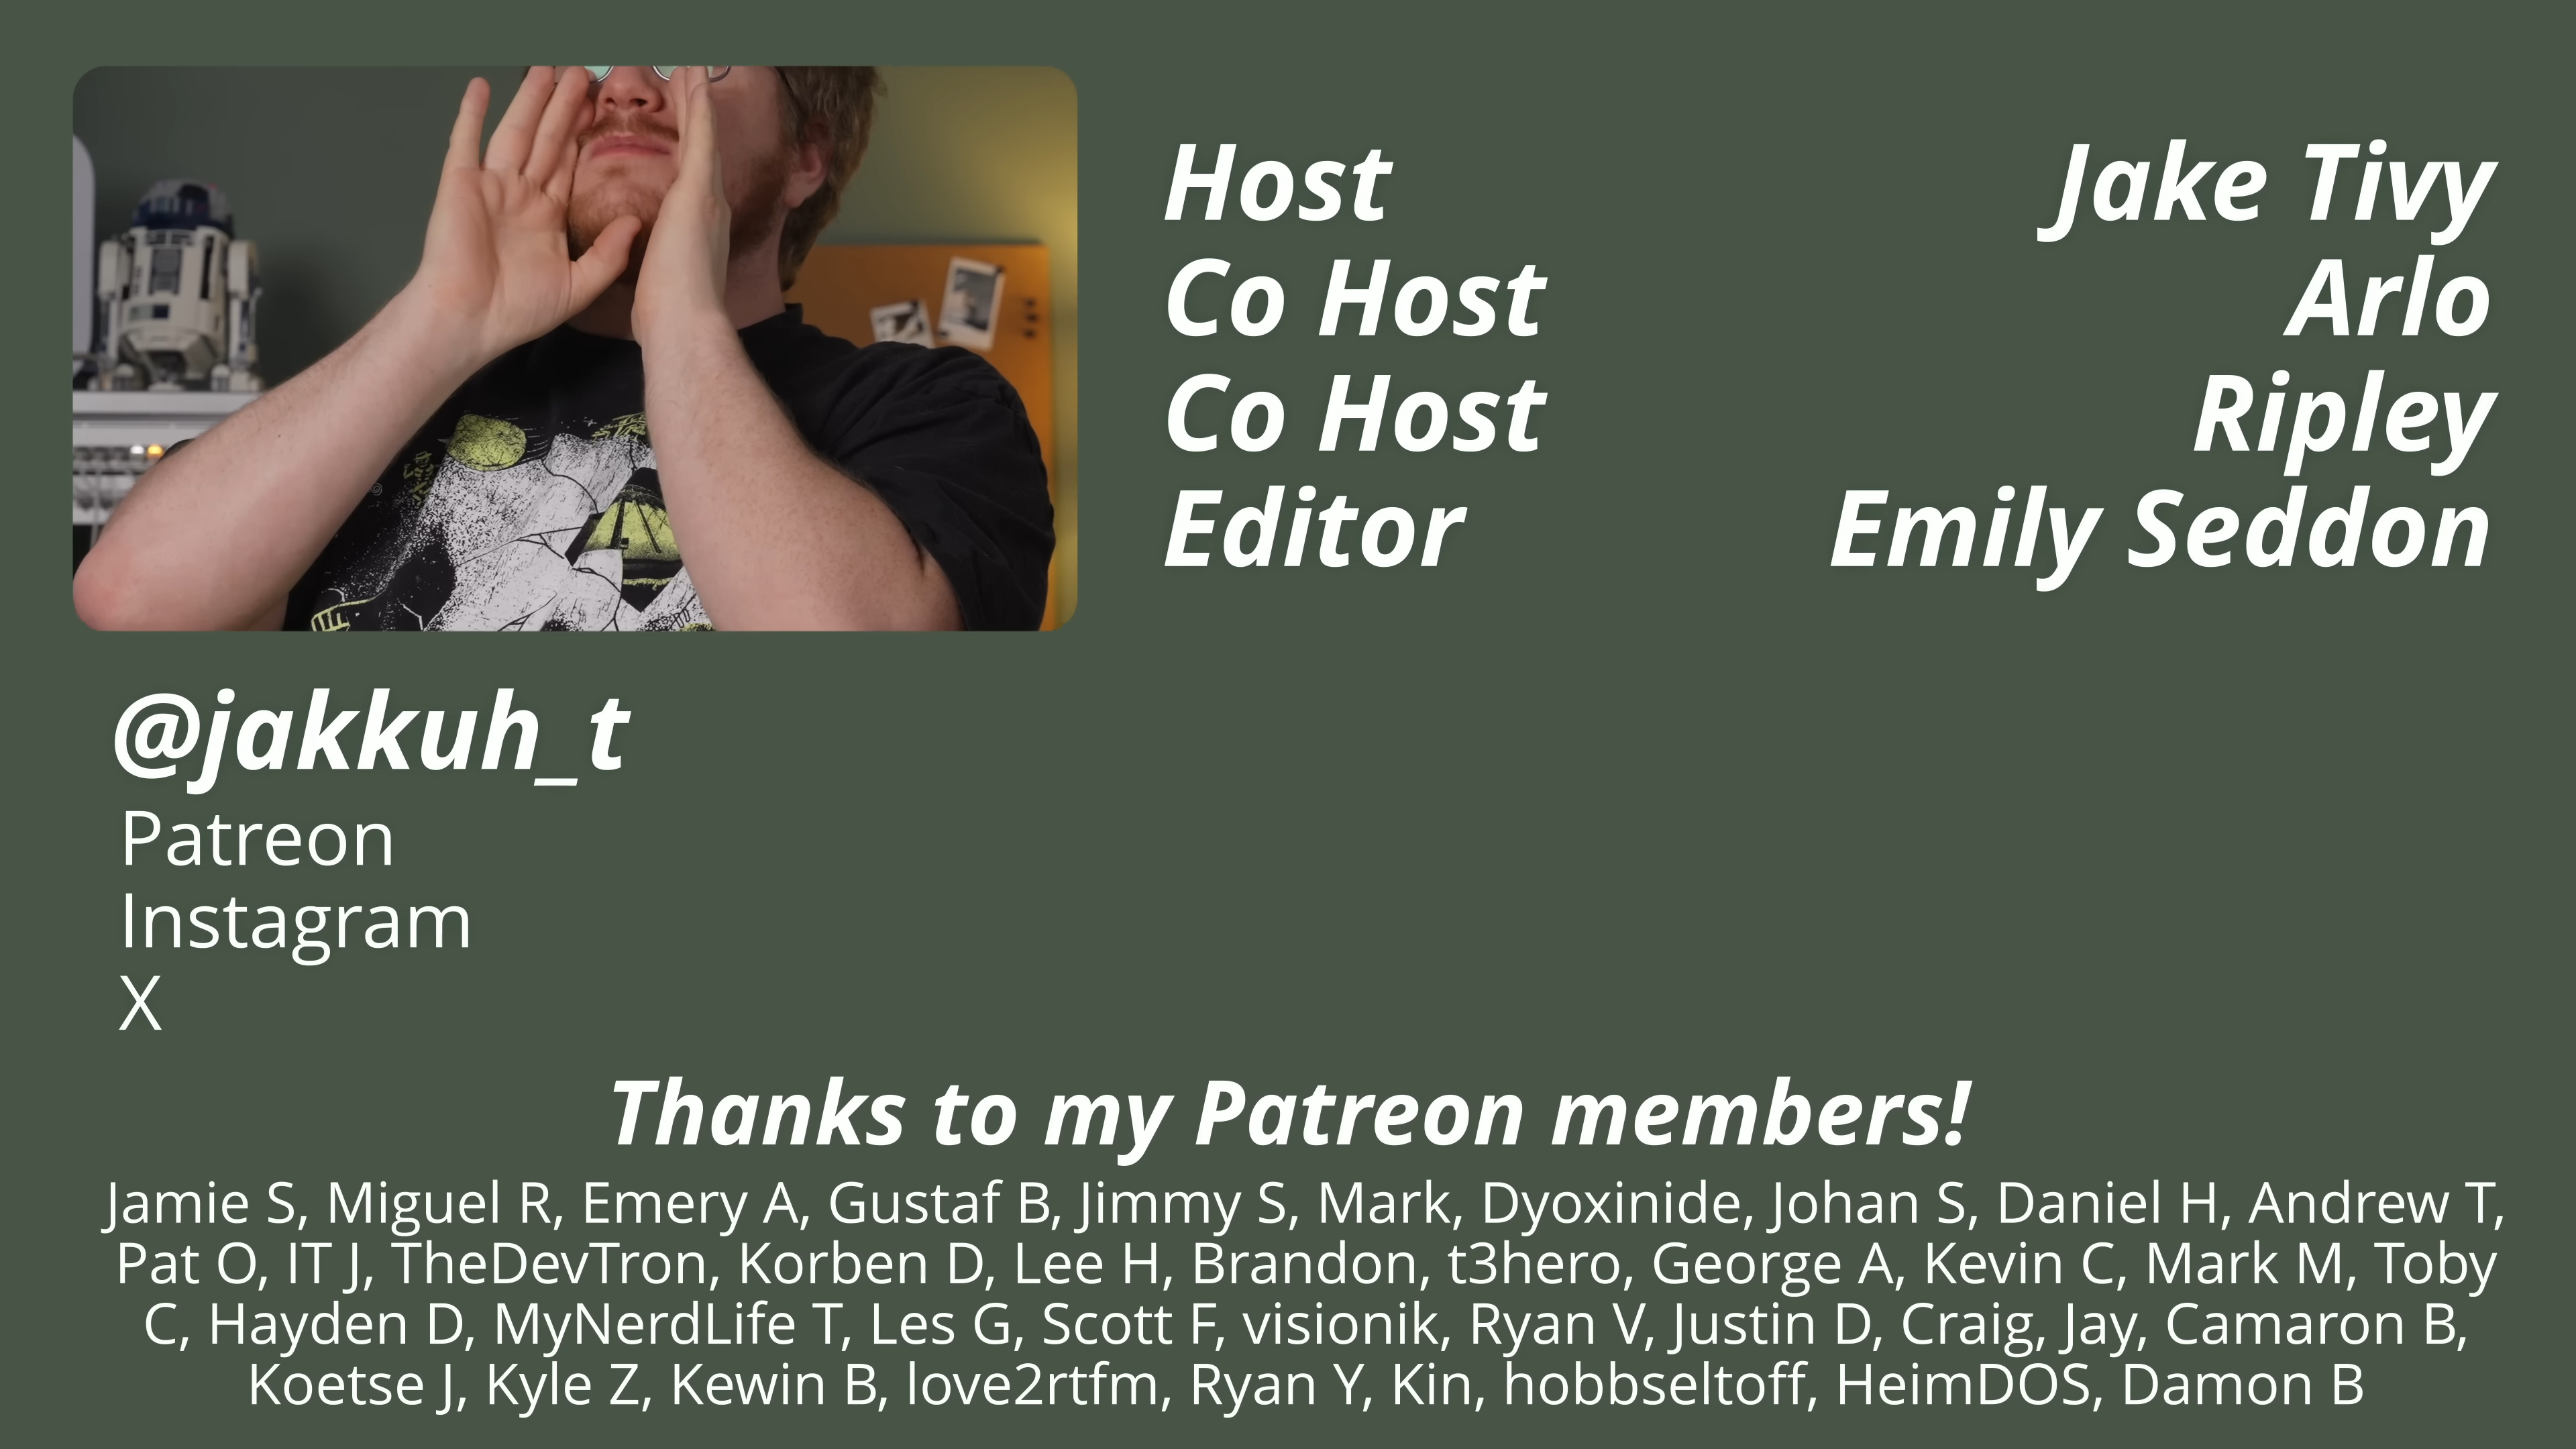 Host Jake Tivy
Co Host Arlo
Co Host Ripley
Editor Emily Seddon
@jakkuh_t
Patreon
Instagram
X
Thanks to my Patreon members!
Jamie S, Miguel R, Emery A, Gustaf B, Jimmy S, Mark, Dyoxinide, Johan S, Daniel H, Andrew T,
Pat O, IT J, TheDevTron, Korben D, Lee H, Brandon, t3hero, George A, Kevin C, Mark M, Toby
C, Hayden D, MyNerdLife T, Les G, Scott F, visionik, Ryan V, Justin D, Craig, Jay, Camaron B,
Koetse J, Kyle Z, Kewin B, love2rtfm, Ryan Y, Kin, hobbseltoff, HeimDOS, Damon B